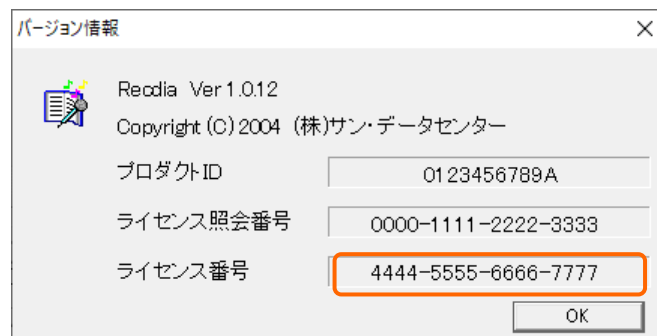 バージョン情報
Recdia Ver 1.0.12
Copyright (C) 2004 (株)サン・データセンター
プロダクトID 0123456789A
ライセンス照会番号 0000-1111-2222-3333
ライセンス番号 4444-5555-6666-7777
OK